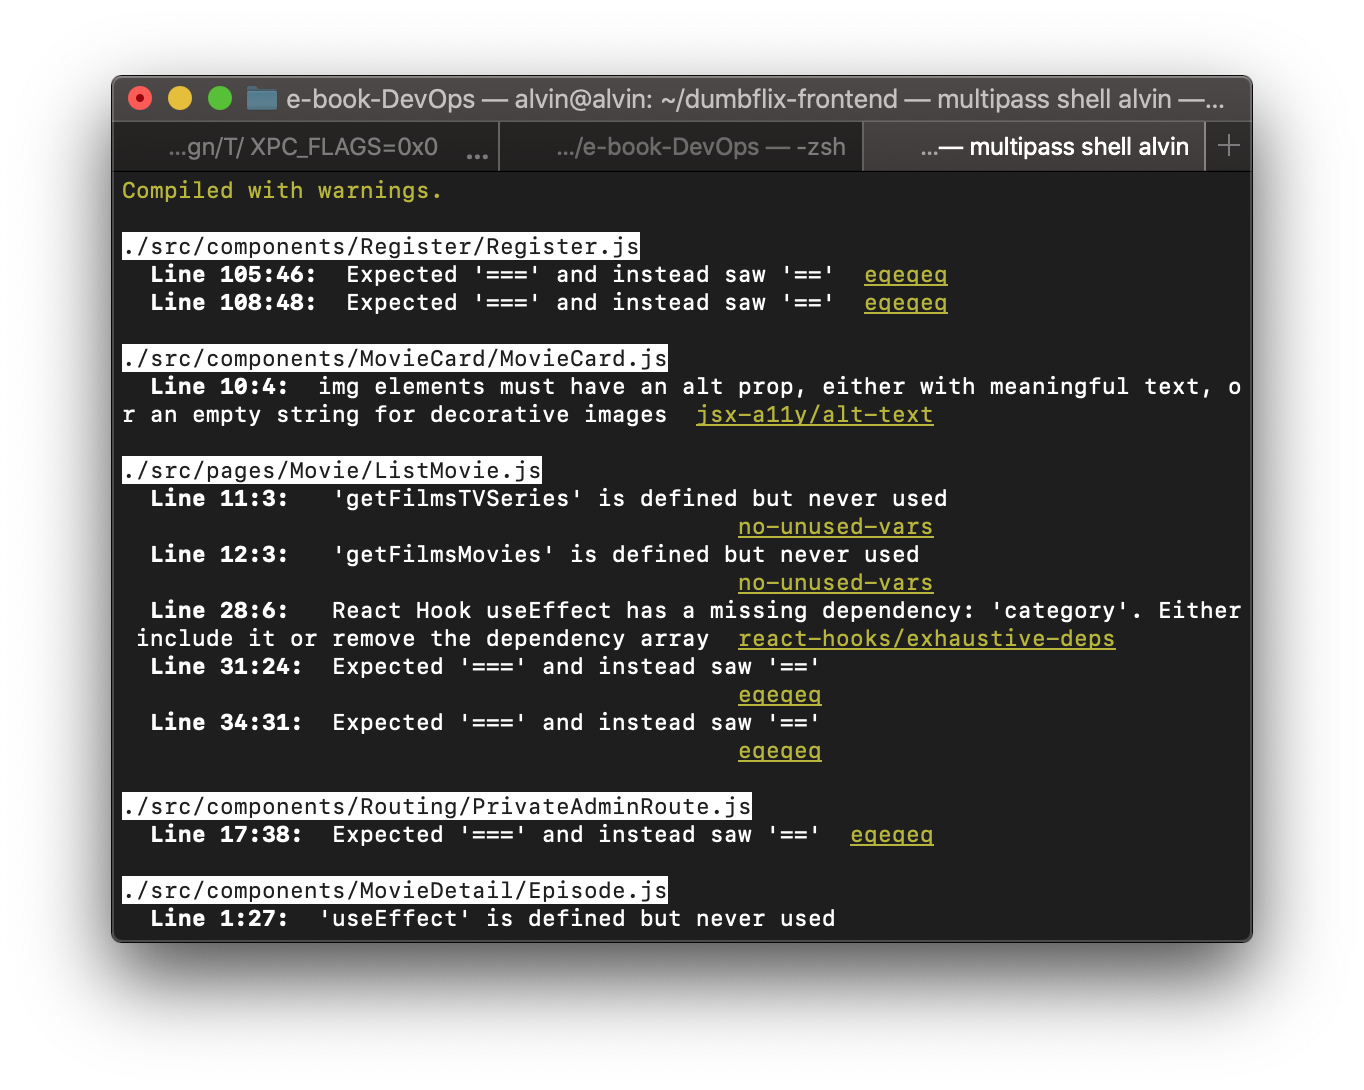 e-book-DevOps — alvin@alvin: ~/dumbflix-frontend — multipass shell alvin —...
...gn/T/ XPC_FLAGS=0x0 ...
.../e-book-DevOps — -zsh
...— multipass shell alvin
+
Compiled with warnings.
./src/components/Register/Register.js
Line 105:46:  Expected '===' and instead saw '=='  eqeqeq
Line 108:48:  Expected '===' and instead saw '=='  eqeqeq
./src/components/MovieCard/MovieCard.js
Line 10:4:  img elements must have an alt prop, either with meaningful text, o
r an empty string for decorative images  jsx-a11y/alt-text
./src/pages/Movie/ListMovie.js
Line 11:3:   'getFilmsTVSeries' is defined but never used
no-unused-vars
Line 12:3:   'getFilmsMovies' is defined but never used
no-unused-vars
Line 28:6:   React Hook useEffect has a missing dependency: 'category'. Either
include it or remove the dependency array  react-hooks/exhaustive-deps
Line 31:24:  Expected '===' and instead saw '=='
eqeqeq
Line 34:31:  Expected '===' and instead saw '=='
eqeqeq
./src/components/Routing/PrivateAdminRoute.js
Line 17:38:  Expected '===' and instead saw '=='  eqeqeq
./src/components/MovieDetail/Episode.js
Line 1:27:  'useEffect' is defined but never used